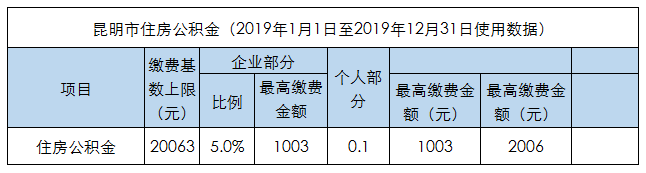 昆明市住房公积金（2019年1月1日至2019年12月31日使用数据）
项目 缴费基数上限（元） 企业部分 个人部分
比例 最高缴费金额 最高缴费金额（元） 最高缴费金额（元）
住房公积金 20063 5.0% 1003 0.1 1003 2006